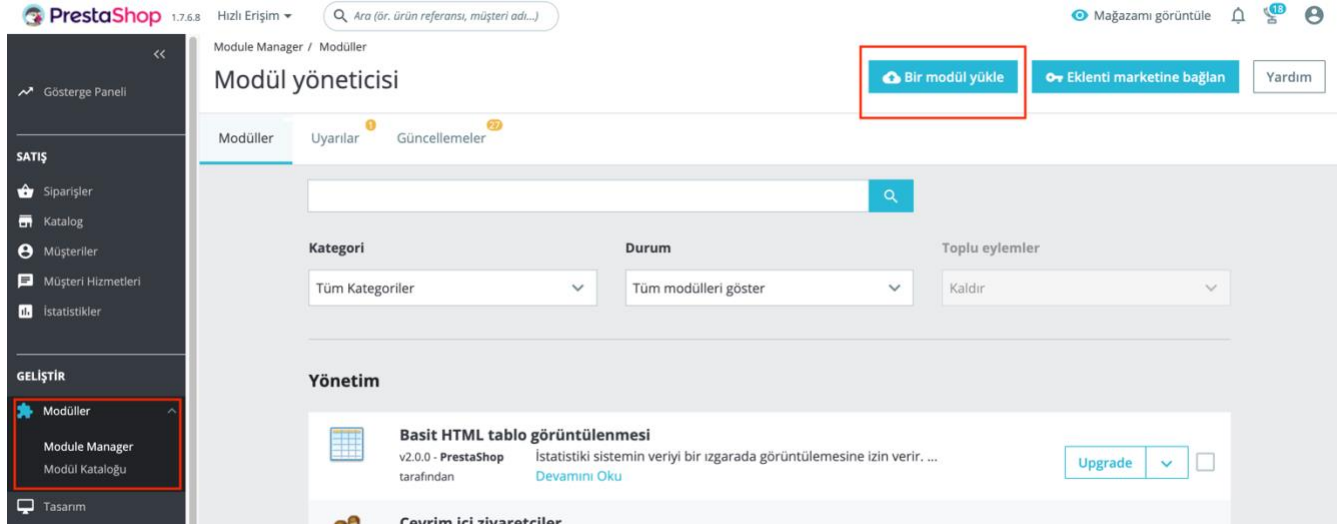 PrestaShop 1.7.6.8 Hızlı Erişim Ara (ör. ürün referansı, müşteri adı...) Mağazamı görüntüle 18
Module Manager / Modüller
Modül yöneticisi
Bir modül yükle
Eklenti marketine bağlan
Yardım
Gösterge Paneli
SATIŞ
Siparişler
Katalog
Müşteriler
Müşteri Hizmetleri
İstatistikler
GELİŞTİR
Modüller
Module Manager
Modül Kataloğu
Tasarım
Modüller Uyarılar 1 Güncellemeler 27
Kategori Durum Toplu eylemler
Tüm Kategoriler Tüm modülleri göster Kaldır
Yönetim
Basit HTML tablo görüntülenmesi
v2.0.0 - PrestaShop İstatistiki sistemin veriyi bir ızgarada görüntülemesine izin verir. ...
tarafından Devamını Oku
Upgrade
Çevrim içi ziyaretçiler